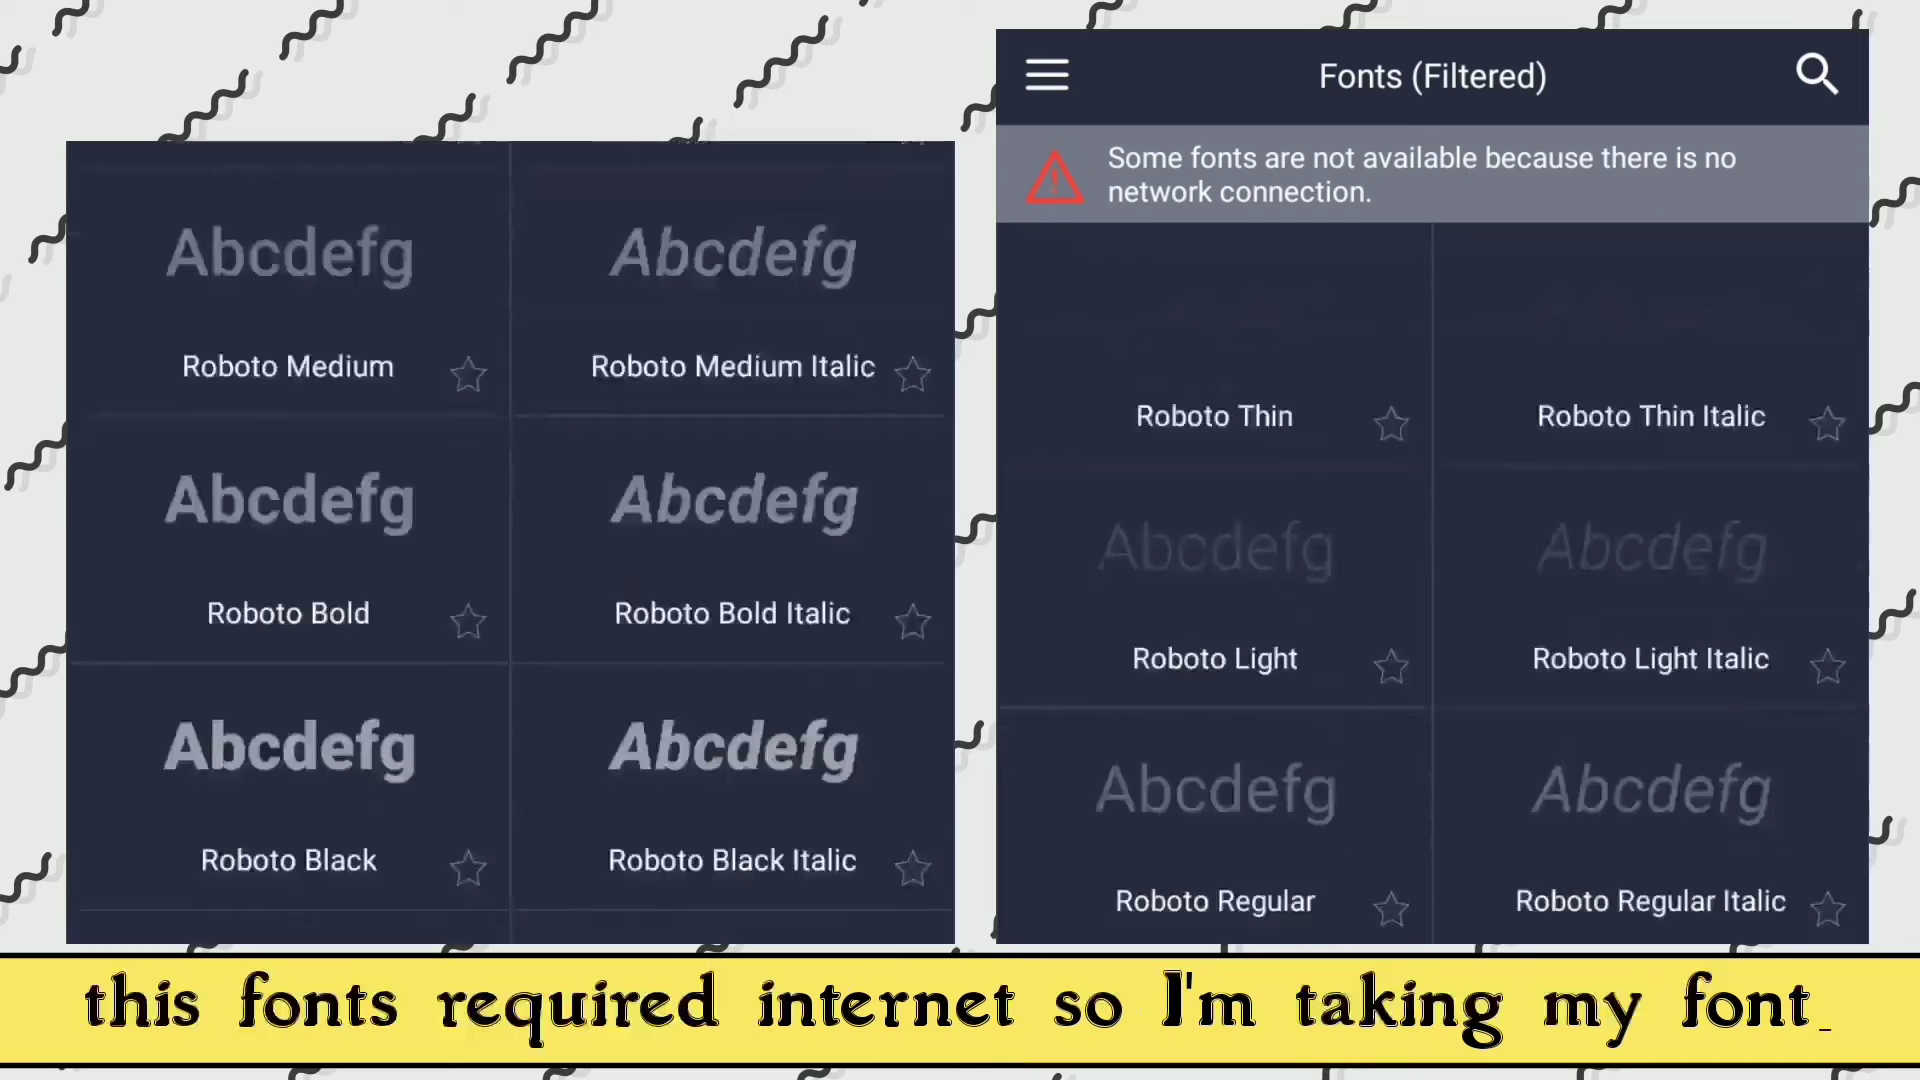 Abcdefg Abcdefg
Roboto Medium Roboto Medium Italic
Abcdefg Abcdefg
Roboto Bold Roboto Bold Italic
Abcdefg Abcdefg
Roboto Black Roboto Black Italic
Fonts (Filtered)
Some fonts are not available because there is no
network connection.
Roboto Thin Roboto Thin Italic
Abcdefg Abcdefg
Roboto Light Roboto Light Italic
Abcdefg Abcdefg
Roboto Regular Roboto Regular Italic
this fonts required internet so I'm taking my font_